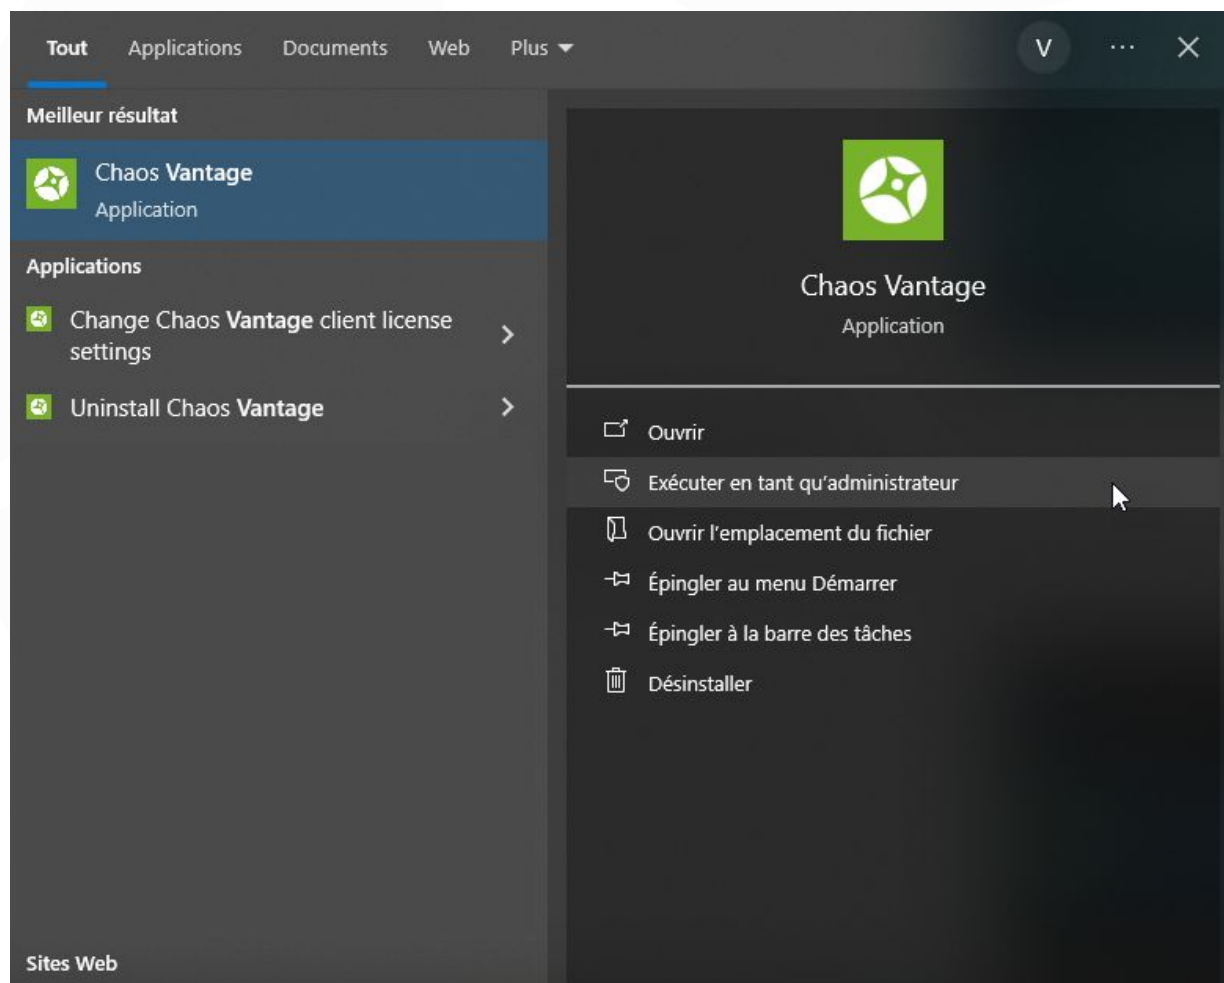 Tout Applications Documents Web Plus V ...
Meilleur résultat
Chaos Vantage
Application
Applications
Change Chaos Vantage client license
settings
Uninstall Chaos Vantage
Sites Web
Chaos Vantage
Application
Ouvrir
Exécuter en tant qu'administrateur
Ouvrir l'emplacement du fichier
Épingler au menu Démarrer
Épingler à la barre des tâches
Désinstaller